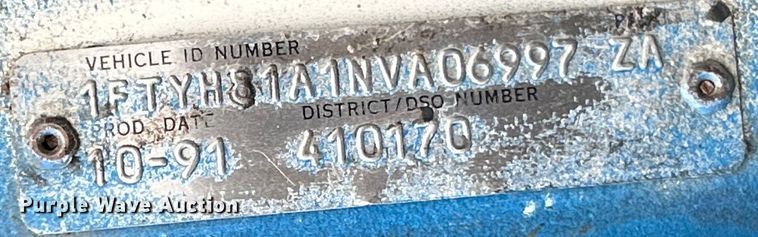 VEHICLE ID NUMBER
1FTYH81A1NVA06997 ZA
PROD. DATE DISTRICT/DSO NUMBER
10-91 410170
Purple Wave Auction